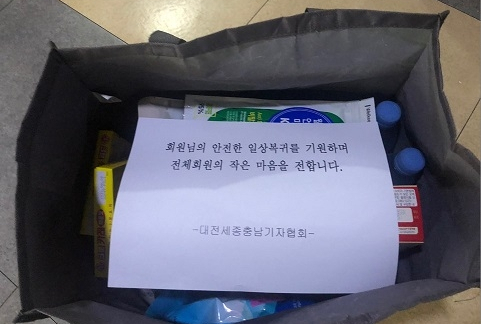 회원님의 안전한 일상복귀를 기원하며
전체회원의 작은 마음을 전합니다.
-대전세종충남기자협회-